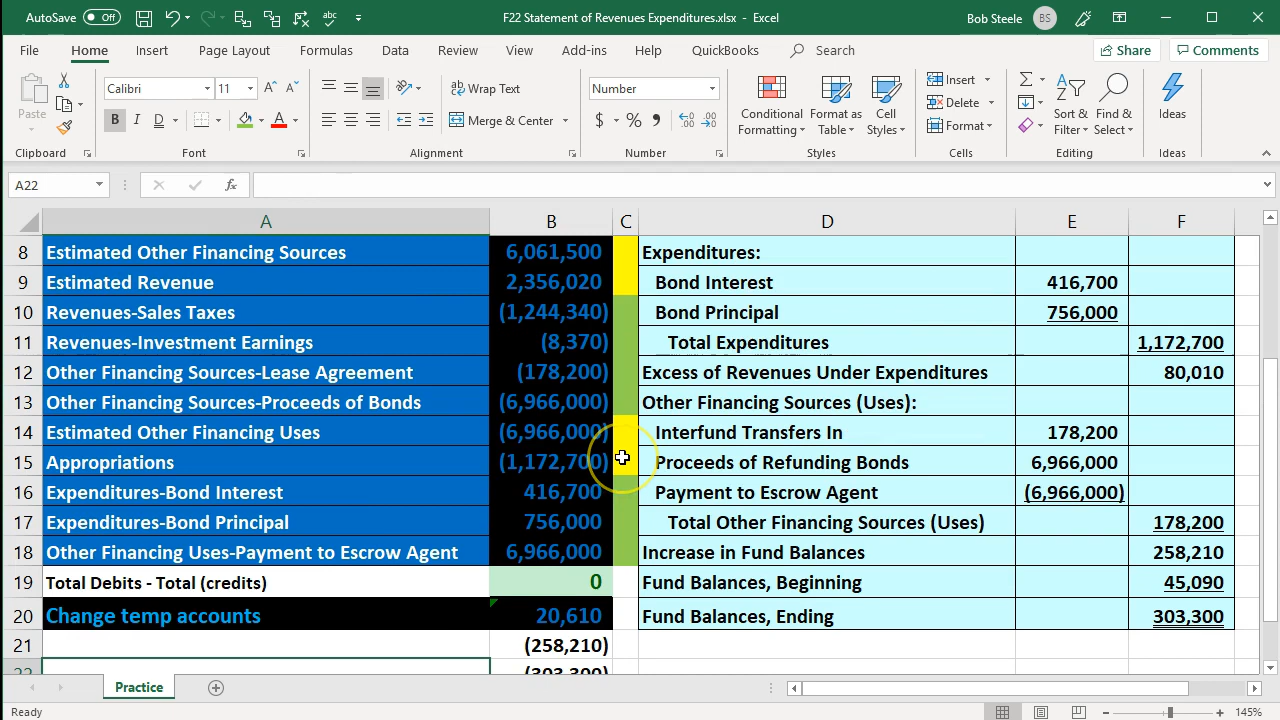 AutoSave Off F22 Statement of Revenues Expenditures.xlsx - Excel Bob Steele BS
File Home Insert Page Layout Formulas Data Review View Add-ins Help QuickBooks Search Share Comments
Paste Calibri 11 Wrap Text Number Conditional Formatting Format as Table Cell Styles Insert Sort & Filter Find & Select Ideas
B I D A Merge & Center $ % Delete
Format
Clipboard Font Alignment Number Styles Cells Editing Ideas
A22 fx
A B C D E F
8 Estimated Other Financing Sources 6,061,500 Expenditures:
9 Estimated Revenue 2,356,020 Bond Interest 416,700
10 Revenues-Sales Taxes (1,244,340) Bond Principal 756,000
11 Revenues-Investment Earnings (8,370) Total Expenditures 1,172,700
12 Other Financing Sources-Lease Agreement (178,200) Excess of Revenues Under Expenditures 80,010
13 Other Financing Sources-Proceeds of Bonds (6,966,000) Other Financing Sources (Uses):
14 Estimated Other Financing Uses (6,966,000) Interfund Transfers In 178,200
15 Appropriations (1,172,700) Proceeds of Refunding Bonds 6,966,000
16 Expenditures-Bond Interest 416,700 Payment to Escrow Agent (6,966,000)
17 Expenditures-Bond Principal 756,000 Total Other Financing Sources (Uses) 178,200
18 Other Financing Uses-Payment to Escrow Agent 6,966,000 Increase in Fund Balances 258,210
19 Total Debits - Total (credits) 0 Fund Balances, Beginning 45,090
20 Change temp accounts 20,610 Fund Balances, Ending 303,300
21 (258,210)
22 (303,300)
Practice
145%